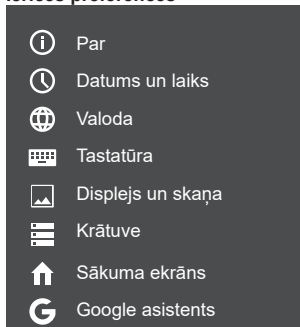 Par
Datums un laiks
Valoda
Tastatūra
Displejs un skaņa
Krātuve
Sākuma ekrāns
Google asistents